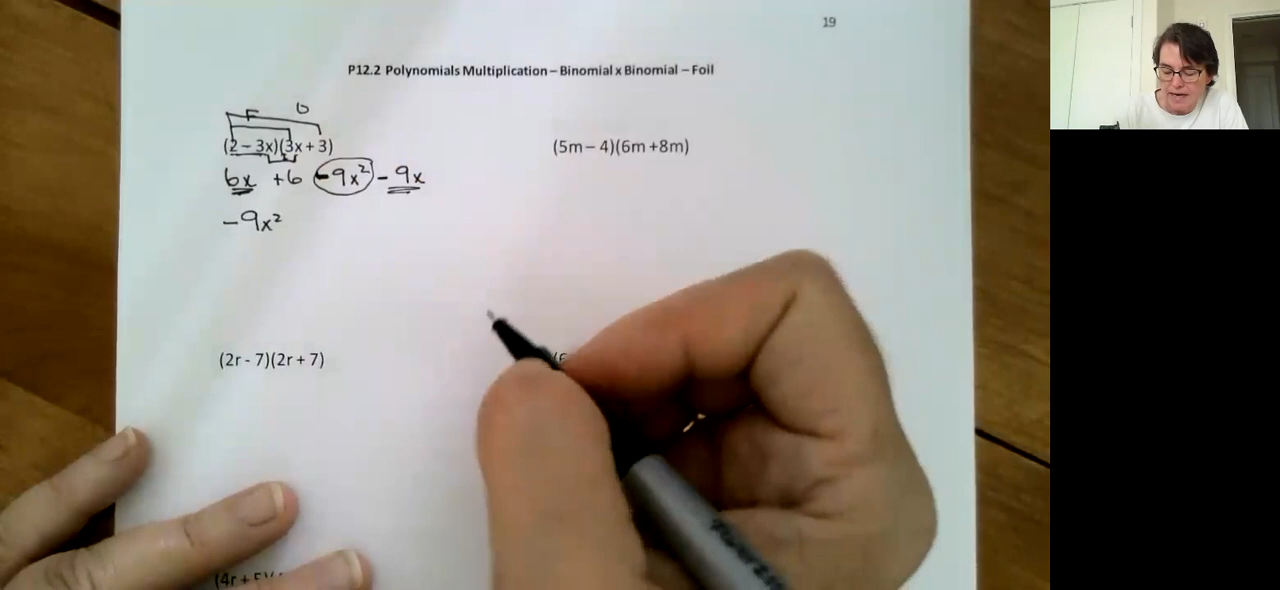 19
P12.2 Polynomials Multiplication – Binomial x Binomial – Foil
F O
(2 – 3x)(3x + 3)
6x +6 -9x² - 9x
-9x²
(5m – 4)(6m +8m)
(2r - 7)(2r + 7)